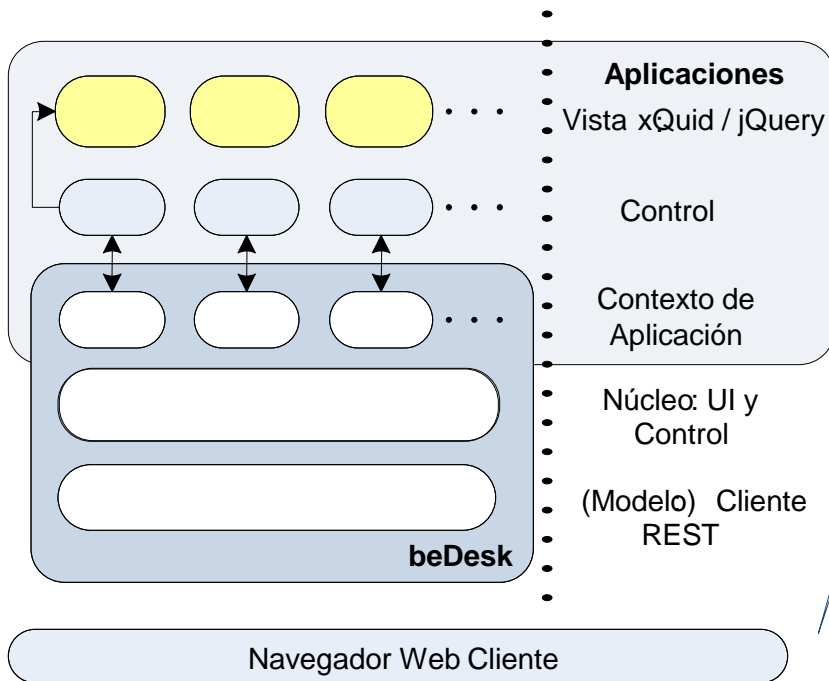 Aplicaciones
Vista xQuid / jQuery
Control
Contexto de
Aplicación
Núcleo: UI y
Control
(Modelo) Cliente
REST
beDesk
Navegador Web Cliente